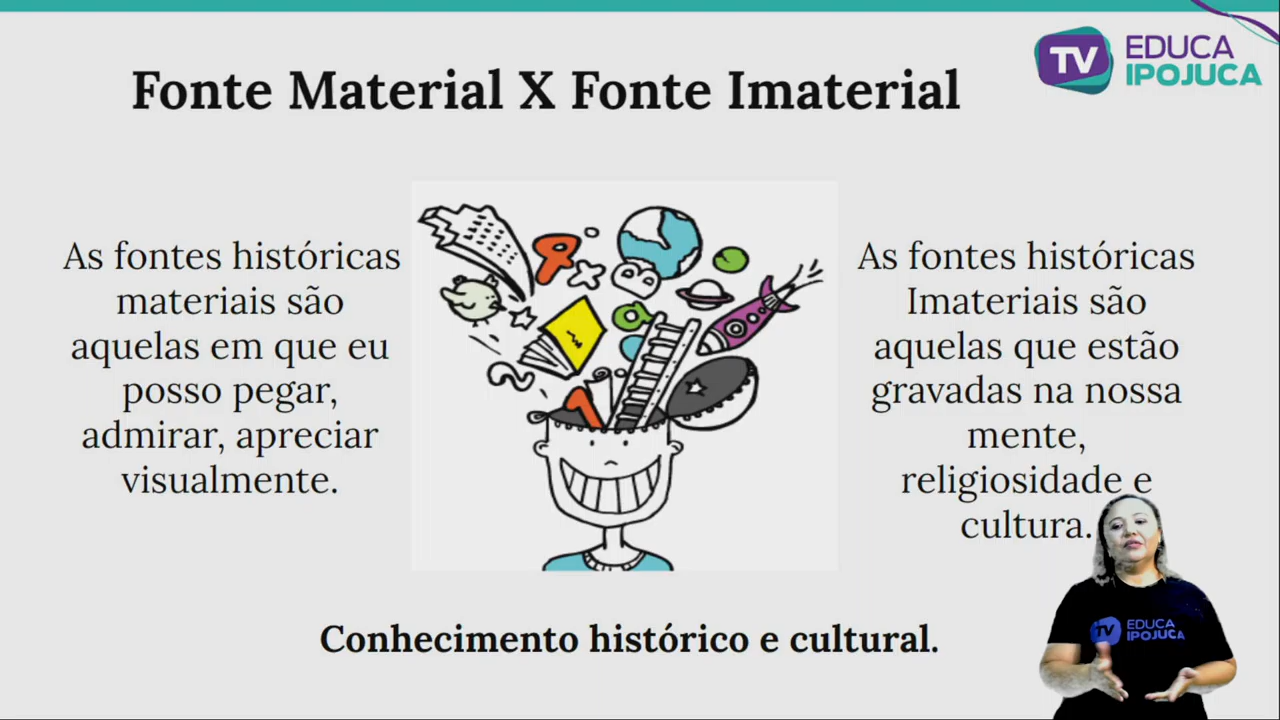 Fonte Material X Fonte Imaterial
TV EDUCA
IPOJUCA
As fontes históricas
materiais são
aquelas em que eu
posso pegar,
admirar, apreciar
visualmente.
As fontes históricas
Imateriais são
aquelas que estão
gravadas na nossa
mente,
religiosidade e
cultura.
Conhecimento histórico e cultural.
TV EDUCA
IPOJUCA